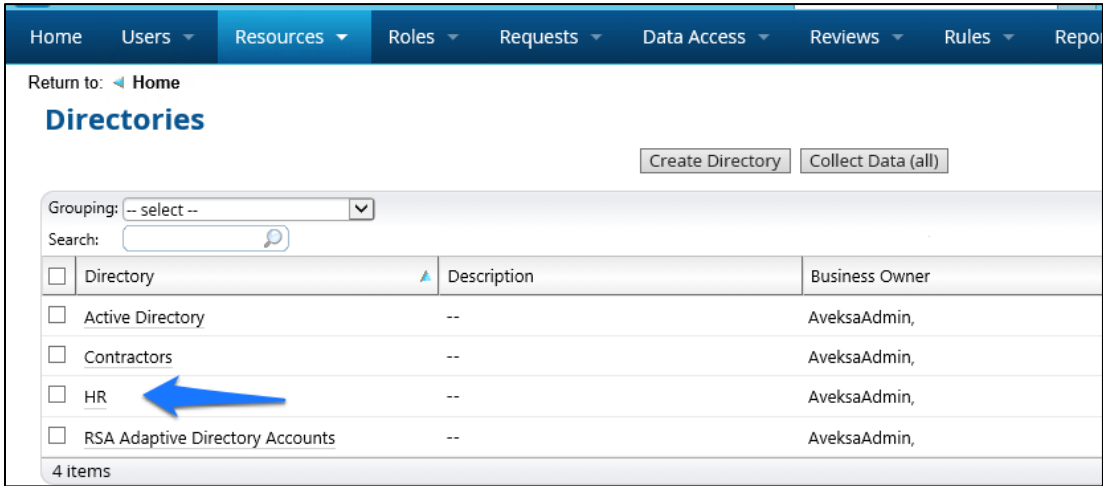 Home Users Resources Roles Requests Data Access Reviews Rules Repor
Return to: Home
Directories
Create Directory Collect Data (all)
Grouping: -- select --
Search:
Directory Description Business Owner
Active Directory -- AveksaAdmin,
Contractors -- AveksaAdmin,
HR -- AveksaAdmin,
RSA Adaptive Directory Accounts -- AveksaAdmin,
4 items